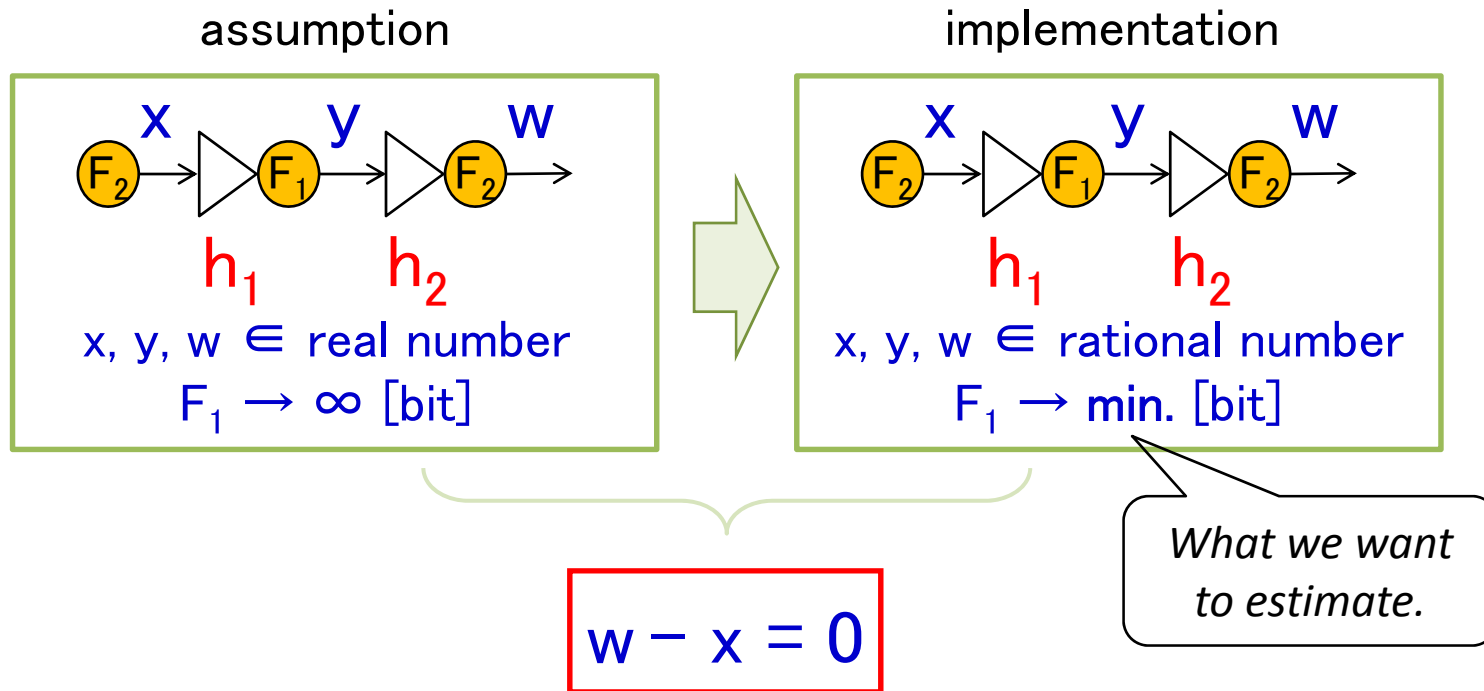 assumption
x y w
F₂ F₁ F₂
h₁ h₂
x, y, w ∈ real number
F₁ → ∞ [bit]
implementation
x y w
F₂ F₁ F₂
h₁ h₂
x, y, w ∈ rational number
F₁ → min. [bit]
What we want
to estimate.
w − x = 0